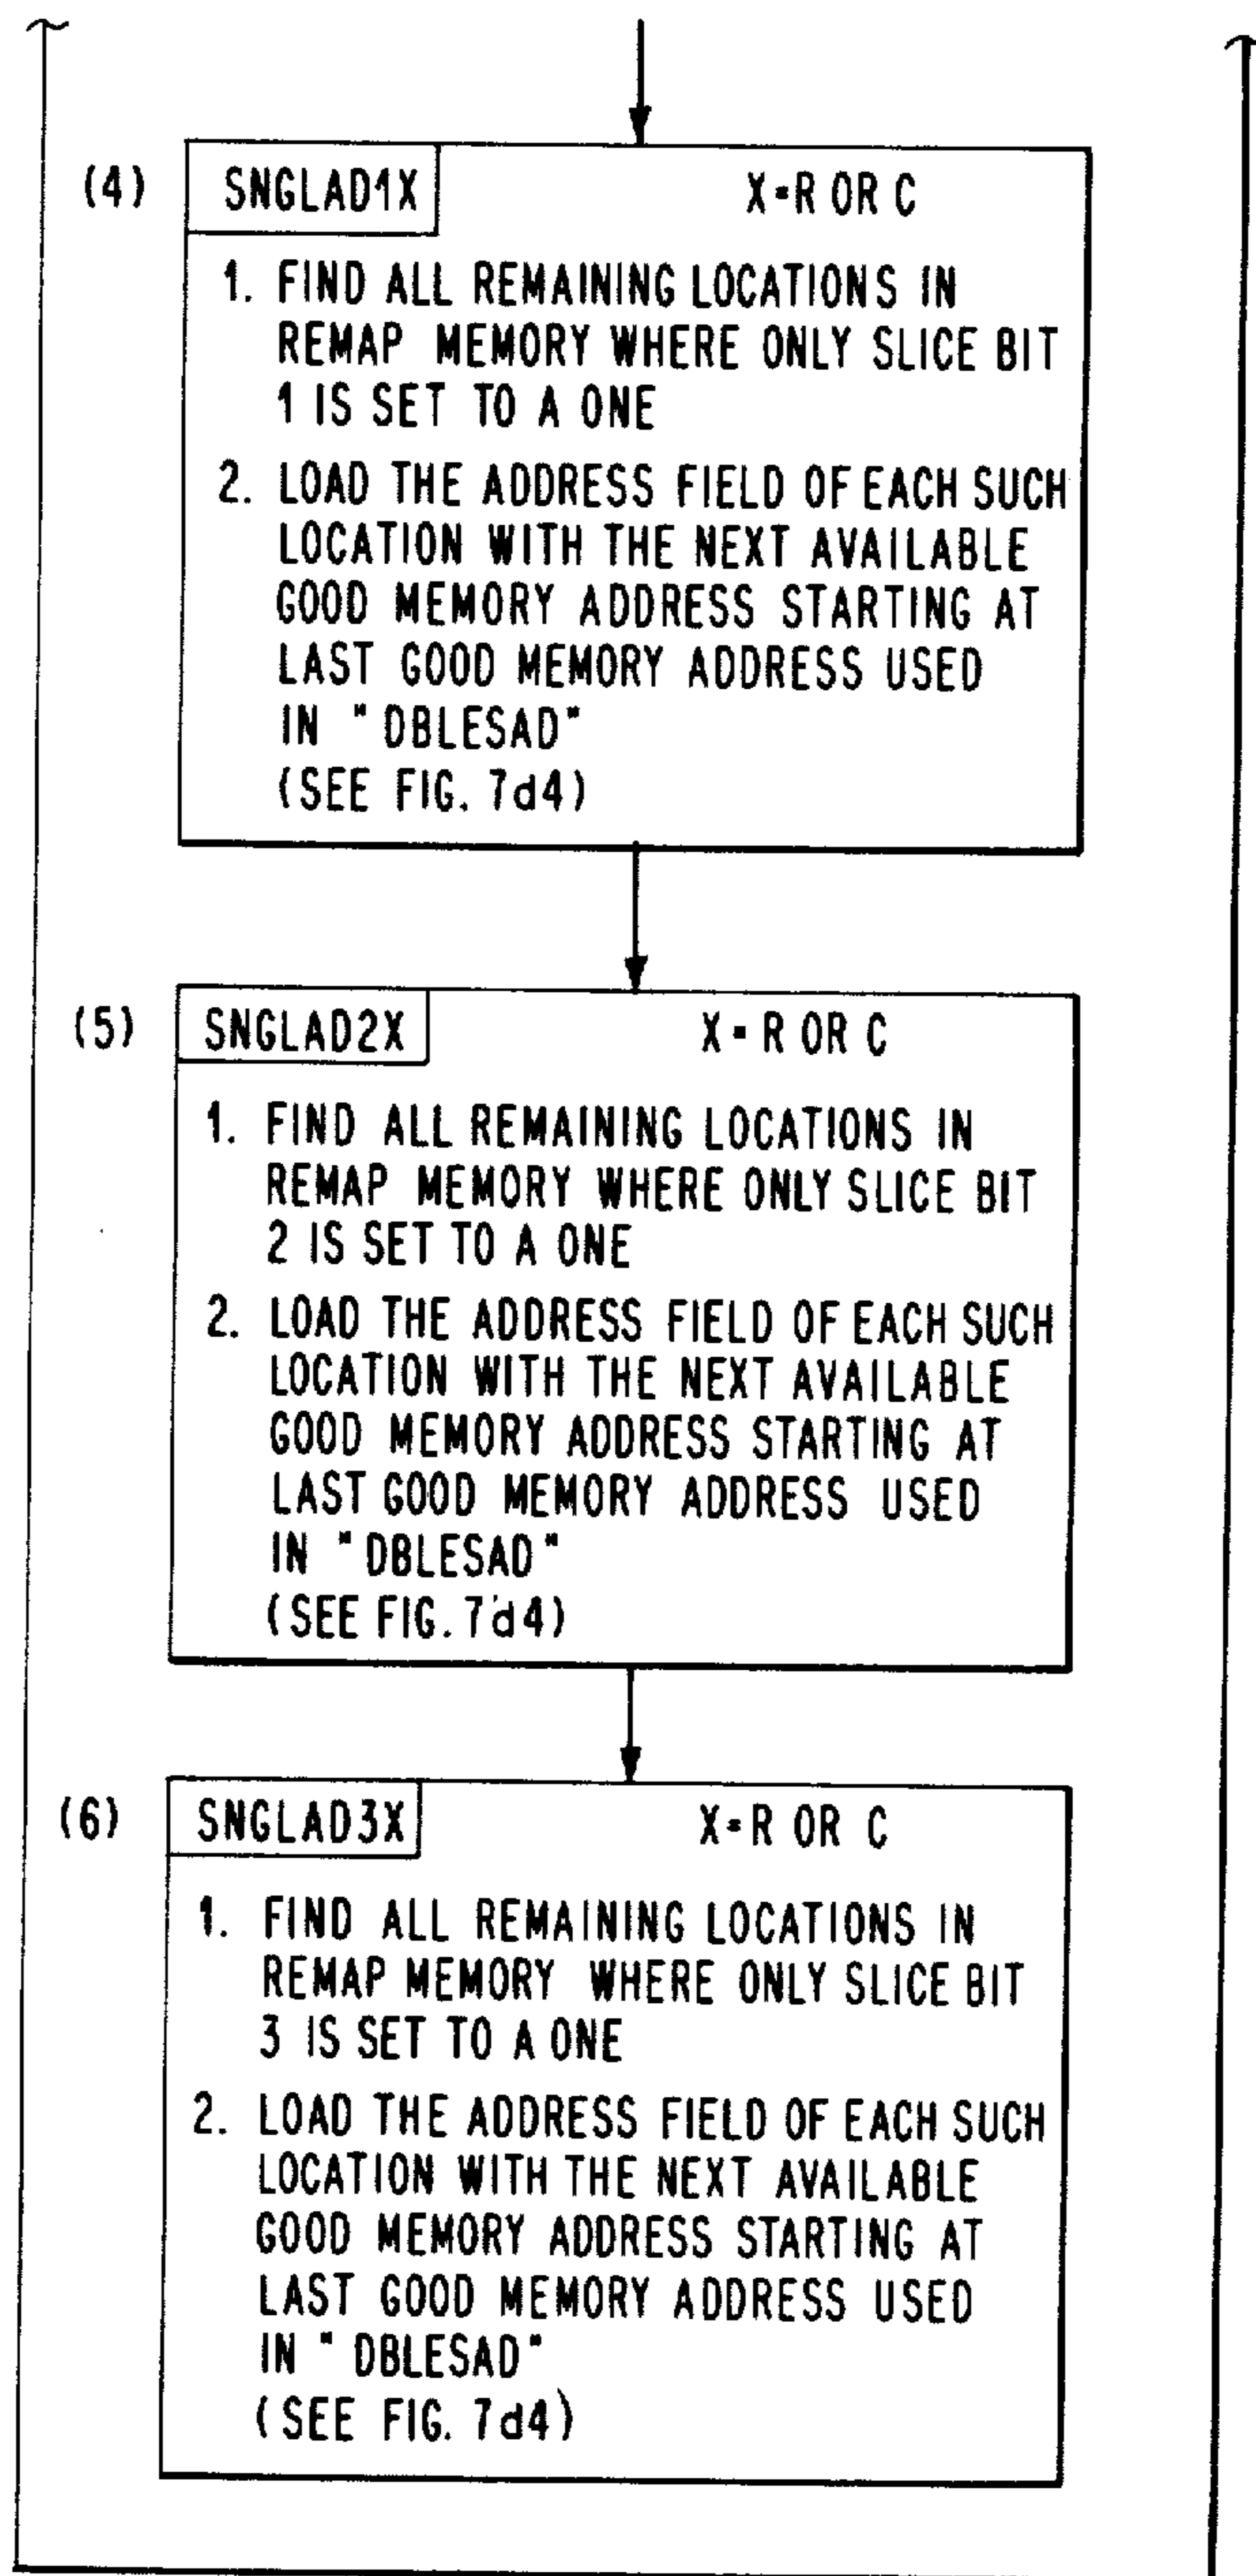 (4) SNGLAD1X X=R OR C
1. FIND ALL REMAINING LOCATIONS IN
REMAP MEMORY WHERE ONLY SLICE BIT
1 IS SET TO A ONE
2. LOAD THE ADDRESS FIELD OF EACH SUCH
LOCATION WITH THE NEXT AVAILABLE
GOOD MEMORY ADDRESS STARTING AT
LAST GOOD MEMORY ADDRESS USED
IN "DBLESAD"
(SEE FIG. 7d4)
(5) SNGLAD2X X=R OR C
1. FIND ALL REMAINING LOCATIONS IN
REMAP MEMORY WHERE ONLY SLICE BIT
2 IS SET TO A ONE
2. LOAD THE ADDRESS FIELD OF EACH SUCH
LOCATION WITH THE NEXT AVAILABLE
GOOD MEMORY ADDRESS STARTING AT
LAST GOOD MEMORY ADDRESS USED
IN "DBLESAD"
(SEE FIG. 7d4)
(6) SNGLAD3X X=R OR C
1. FIND ALL REMAINING LOCATIONS IN
REMAP MEMORY WHERE ONLY SLICE BIT
3 IS SET TO A ONE
2. LOAD THE ADDRESS FIELD OF EACH SUCH
LOCATION WITH THE NEXT AVAILABLE
GOOD MEMORY ADDRESS STARTING AT
LAST GOOD MEMORY ADDRESS USED
IN "DBLESAD"
(SEE FIG. 7d4)